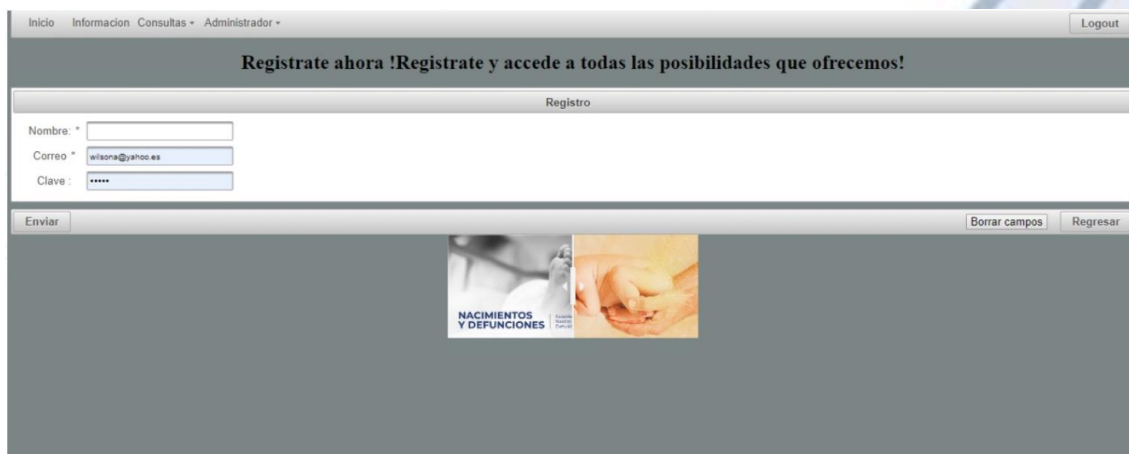 Inicio Informacion Consultas Administrador Logout
Registrate ahora !Registrate y accede a todas las posibilidades que ofrecemos!
Registro
Nombre: *
Correo * wilsona@yahoo.es
Clave : •••••
Enviar Borrar campos Regresar
NACIMIENTOS
Y DEFUNCIONES